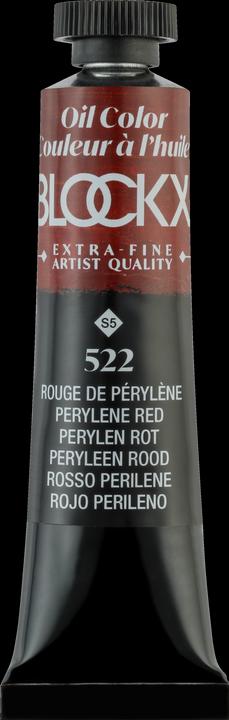 Oil Color
Couleur à l'huile
BLOCKX
EXTRA-FINE
ARTIST QUALITY
S5
522
ROUGE DE PÉRYLÈNE
PERYLENE RED
PERYLEN ROT
PERYLEEN ROOD
ROSSO PERILENE
ROJO PERILENO